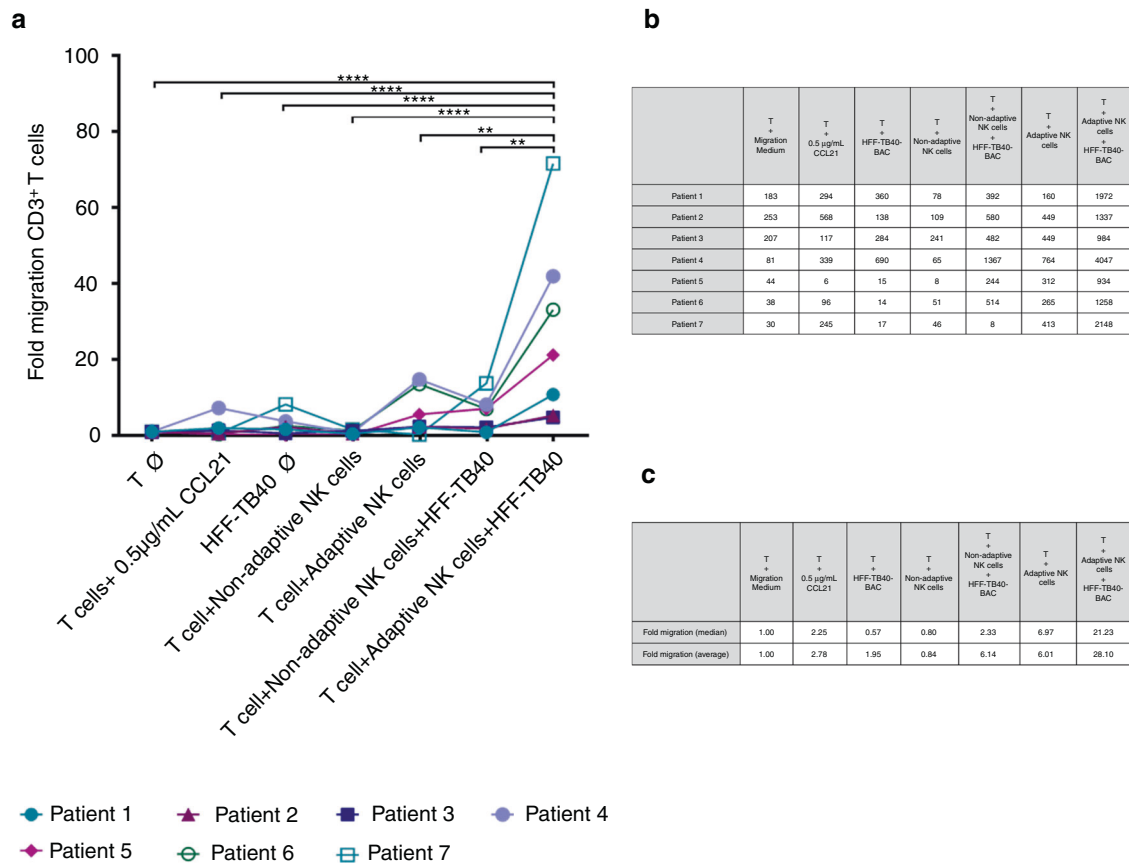 a
100
80
60
40
20
0
Fold migration CD3+ T cells
****
****
****
****
**
**
T Ø
T cells+ 0.5µg/mL CCL21
HFF-TB40 Ø
T cell+Non-adaptive NK cells
T cell+Adaptive NK cells
T cell+Non-adaptive NK cells+HFF-TB40
T cell+Adaptive NK cells+HFF-TB40
Patient 1 Patient 2 Patient 3 Patient 4
Patient 5 Patient 6 Patient 7
b
T + Migration Medium
T + 0.5 µg/mL CCL21
T + HFF-TB40-BAC
T + Non-adaptive NK cells
T + Non-adaptive NK cells + HFF-TB40-BAC
T + Adaptive NK cells
T + Adaptive NK cells + HFF-TB40-BAC
Patient 1 183 294 360 78 392 160 1972
Patient 2 253 568 138 109 580 449 1337
Patient 3 207 117 284 241 482 449 984
Patient 4 81 339 690 65 1367 764 4047
Patient 5 44 6 15 8 244 312 934
Patient 6 38 96 14 51 514 265 1258
Patient 7 30 245 17 46 8 413 2148
c
T + Migration Medium
T + 0.5 µg/mL CCL21
T + HFF-TB40-BAC
T + Non-adaptive NK cells
T + Non-adaptive NK cells + HFF-TB40-BAC
T + Adaptive NK cells
T + Adaptive NK cells + HFF-TB40-BAC
Fold migration (median) 1.00 2.25 0.57 0.80 2.33 6.97 21.23
Fold migration (average) 1.00 2.78 1.95 0.84 6.14 6.01 28.10